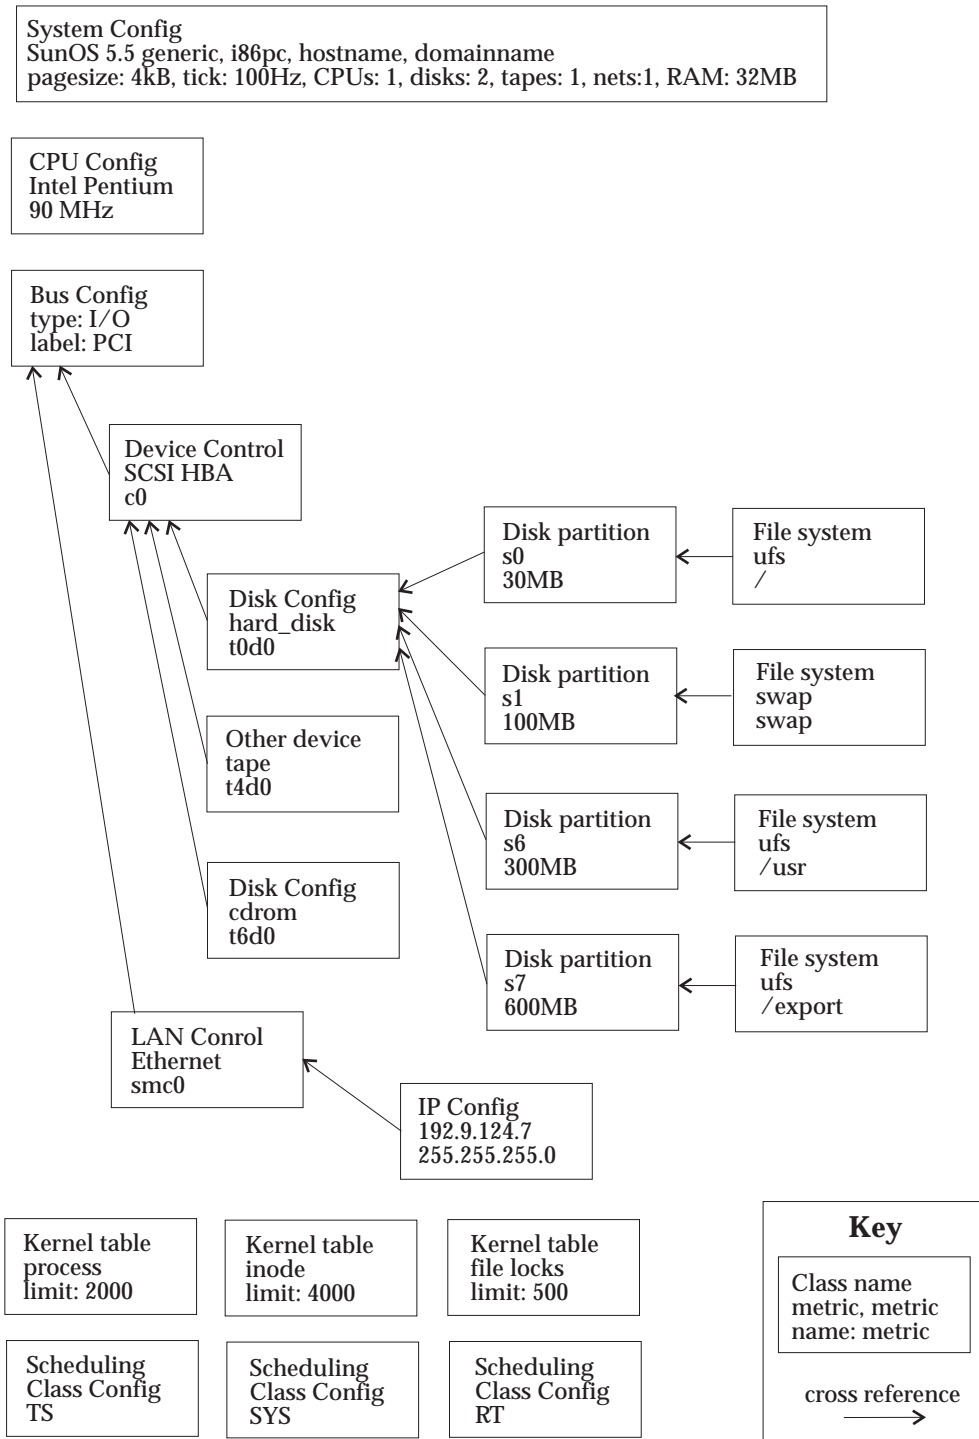 System Config
SunOS 5.5 generic, i86pc, hostname, domainname
pagesize: 4kB, tick: 100Hz, CPUs: 1, disks: 2, tapes: 1, nets:1, RAM: 32MB
CPU Config
Intel Pentium
90 MHz
Bus Config
type: I/O
label: PCI
Device Control
SCSI HBA
c0
Disk partition
s0
30MB
File system
ufs
/
Disk Config
hard_disk
t0d0
Disk partition
s1
100MB
File system
swap
swap
Other device
tape
t4d0
Disk partition
s6
300MB
File system
ufs
/usr
Disk Config
cdrom
t6d0
Disk partition
s7
600MB
File system
ufs
/export
LAN Conrol
Ethernet
smc0
IP Config
192.9.124.7
255.255.255.0
Kernel table
process
limit: 2000
Kernel table
inode
limit: 4000
Kernel table
file locks
limit: 500
Scheduling
Class Config
TS
Scheduling
Class Config
SYS
Scheduling
Class Config
RT
Key
Class name
metric, metric
name: metric
cross reference